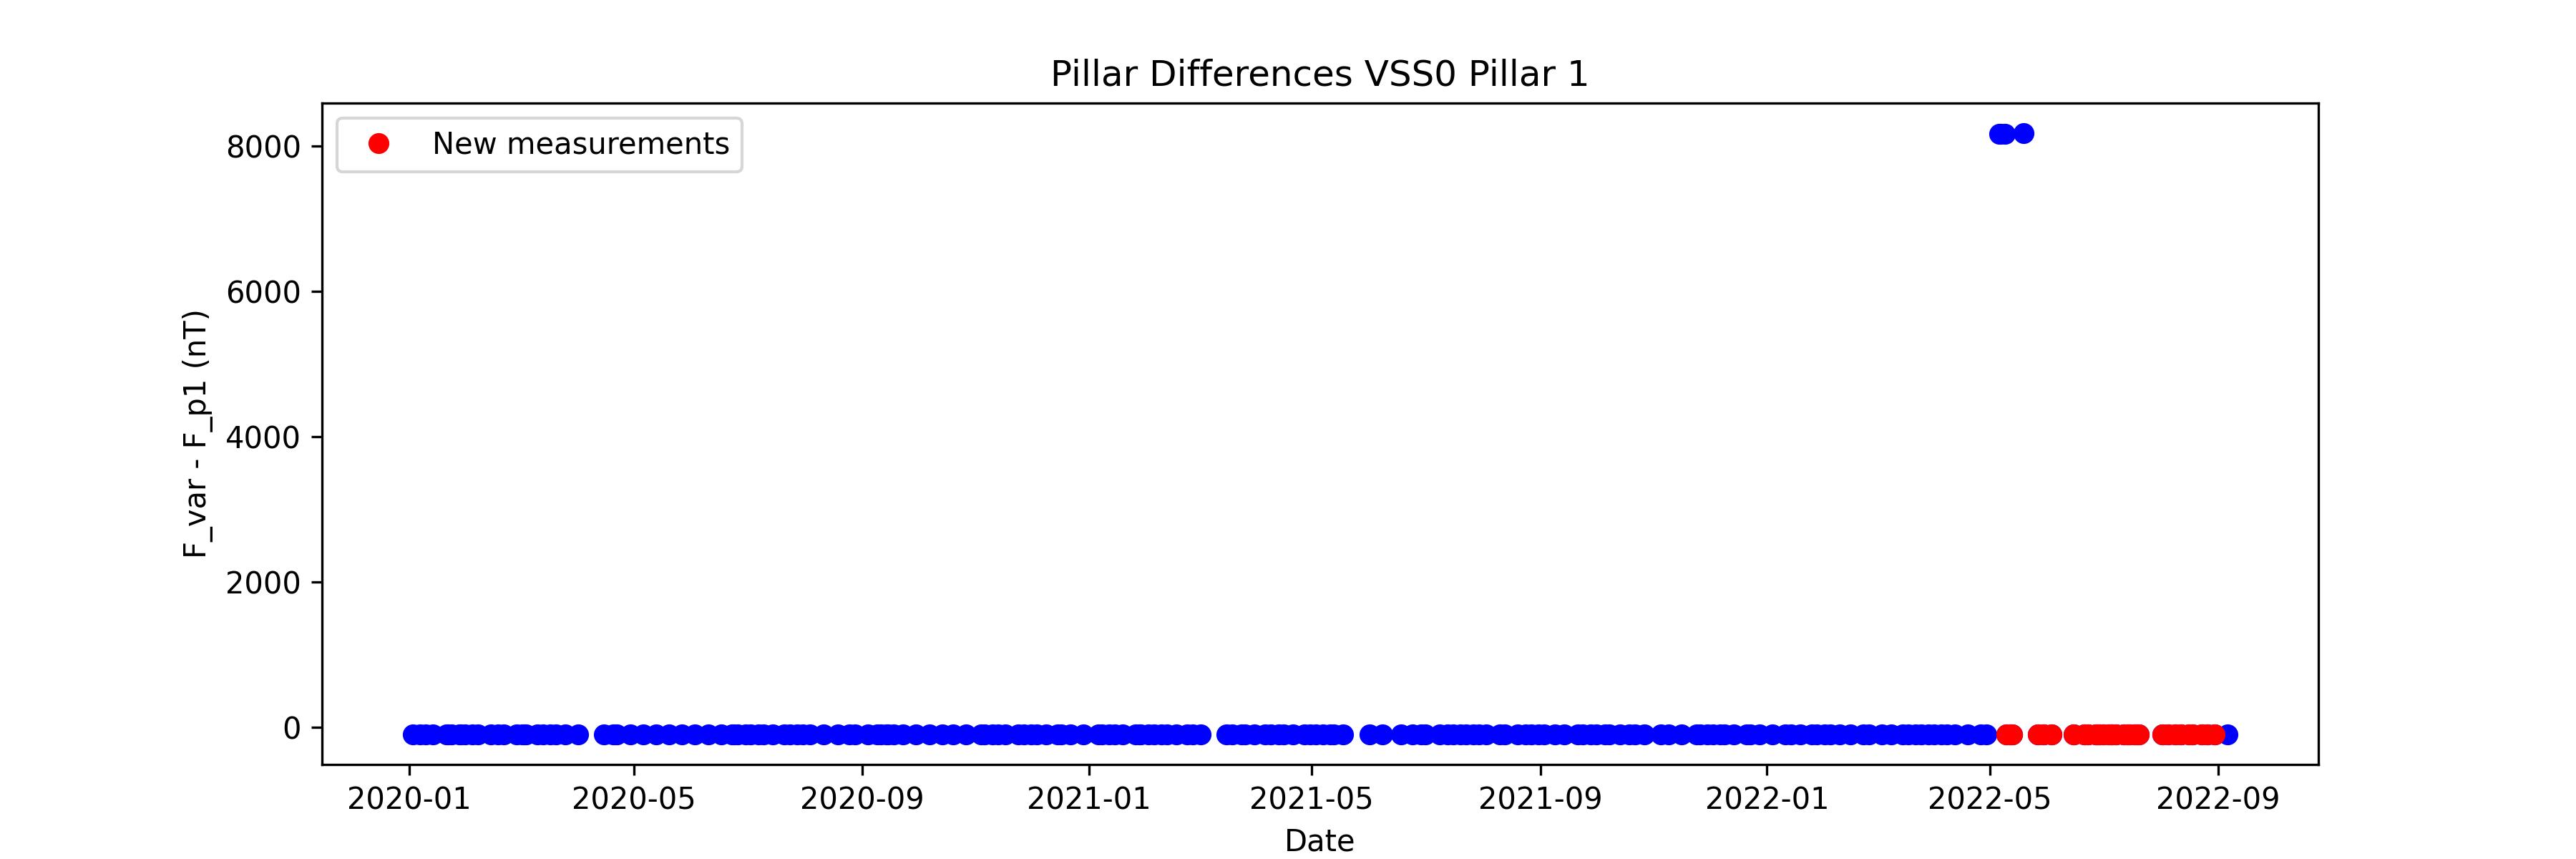 Pillar Differences VSS0 Pillar 1
New measurements
8000
6000
4000
2000
0
F_var - F_p1 (nT)
2020-01 2020-05 2020-09 2021-01 2021-05 2021-09 2022-01 2022-05 2022-09
Date